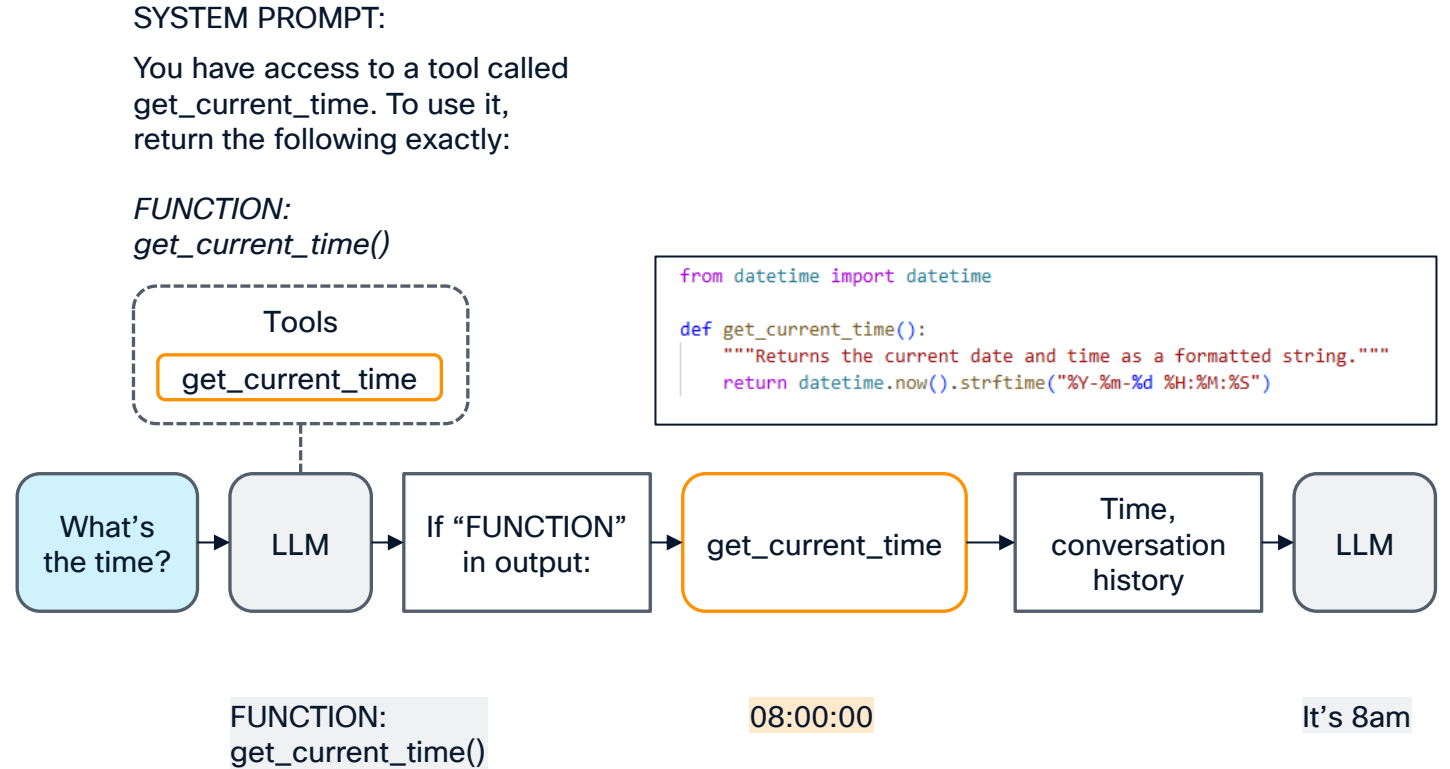 SYSTEM PROMPT:
You have access to a tool called
get_current_time. To use it,
return the following exactly:
FUNCTION:
get_current_time()
Tools
get_current_time
from datetime import datetime
def get_current_time():
"""Returns the current date and time as a formatted string."""
return datetime.now().strftime("%Y-%m-%d %H:%M:%S")
What's
the time?
LLM
If “FUNCTION”
in output:
get_current_time
Time,
conversation
history
LLM
FUNCTION:
get_current_time()
08:00:00
It’s 8am